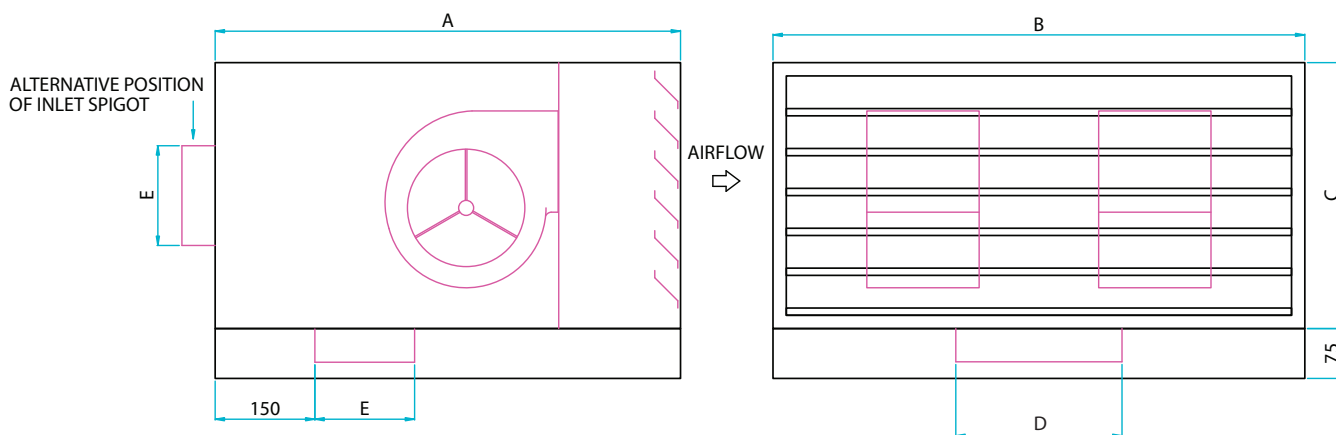 A
B
ALTERNATIVE POSITION
OF INLET SPIGOT
AIRFLOW
E
C
75
150
E
D